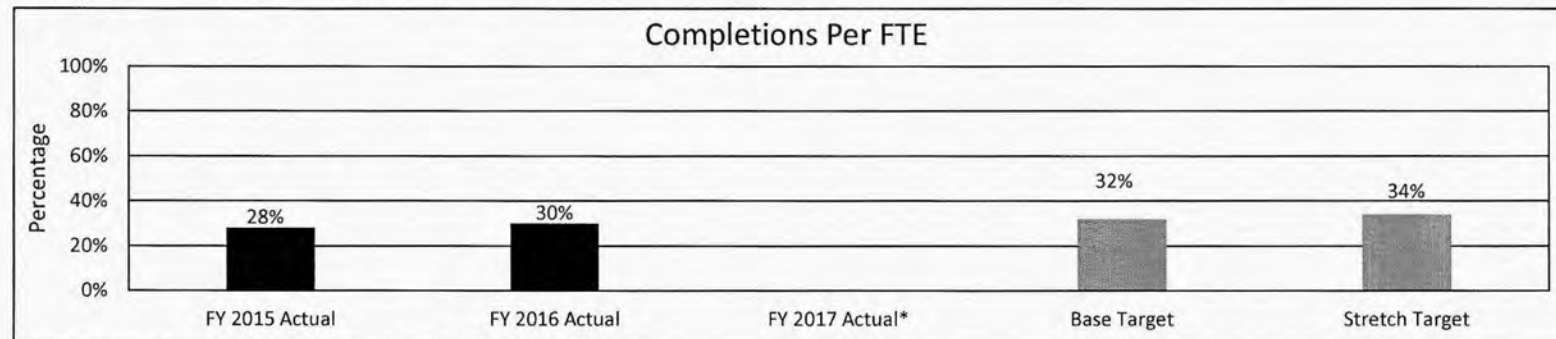 Completions Per FTE
100%
80%
60%
40%
20%
0%
Percentage
28%
30%
32%
34%
FY 2015 Actual
FY 2016 Actual
FY 2017 Actual*
Base Target
Stretch Target